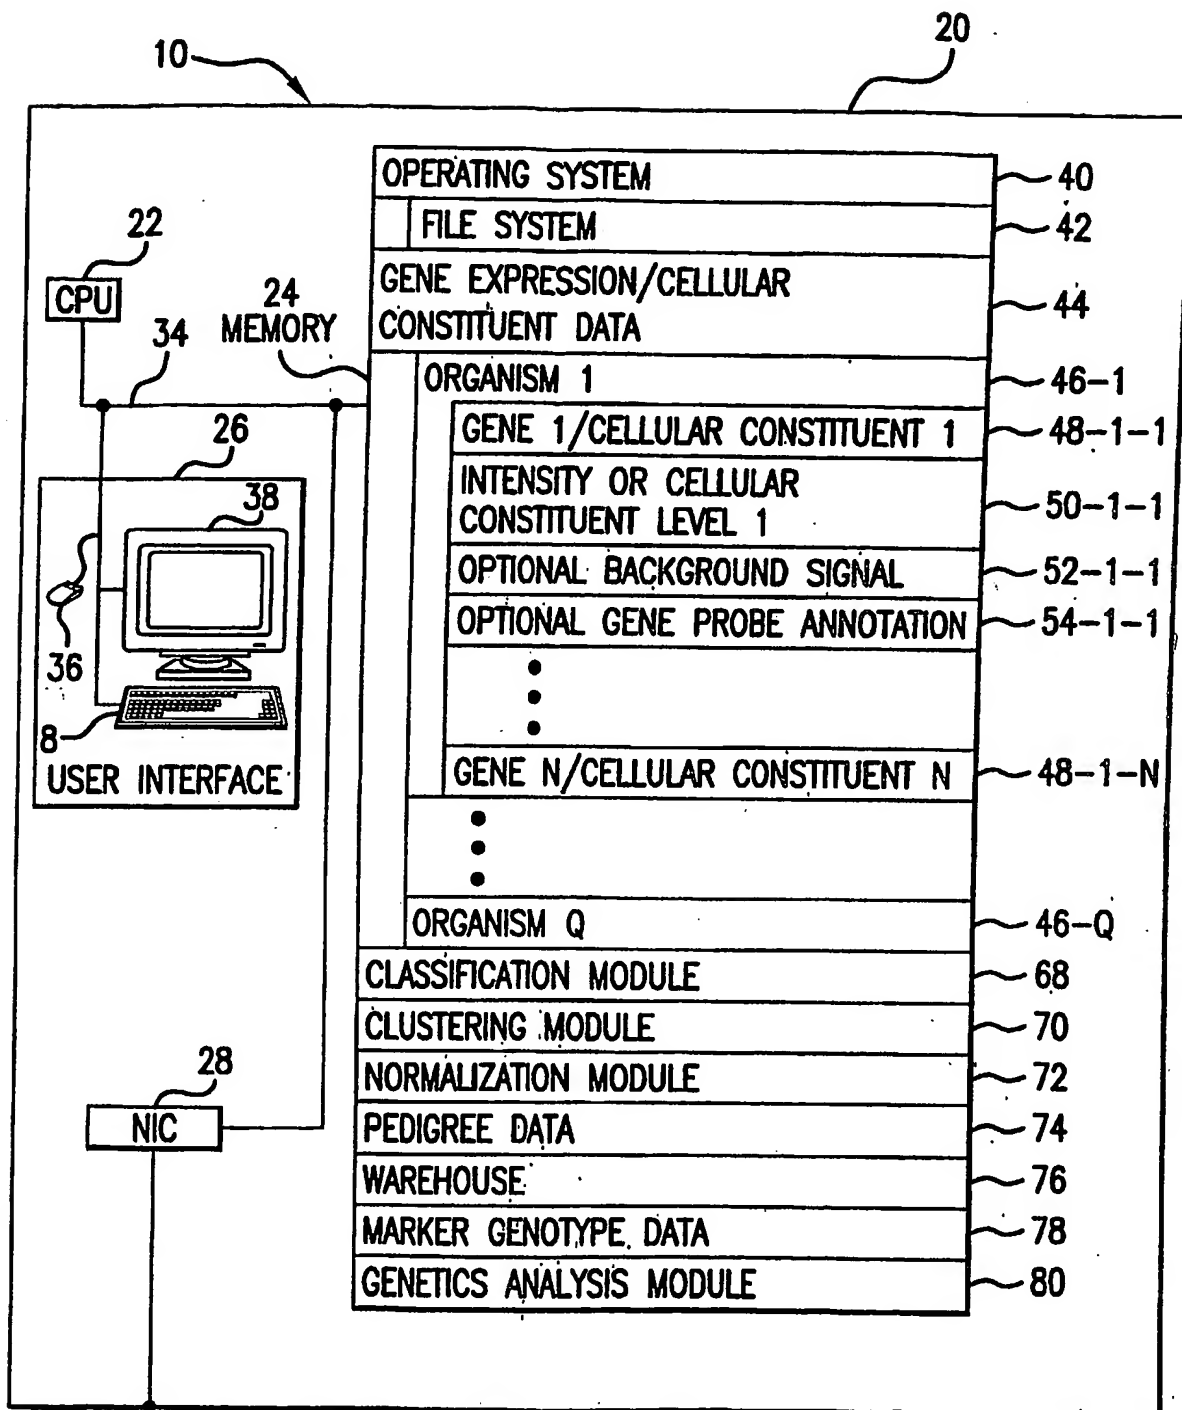 10
20
OPERATING SYSTEM
40
FILE SYSTEM
42
22
CPU
GENE EXPRESSION/CELLULAR
CONSTITUENT DATA
44
24
MEMORY
34
ORGANISM 1
46-1
GENE 1/CELLULAR CONSTITUENT 1
48-1-1
26
INTENSITY OR CELLULAR
CONSTITUENT LEVEL 1
50-1-1
38
OPTIONAL BACKGROUND SIGNAL
52-1-1
OPTIONAL GENE PROBE ANNOTATION
54-1-1
36
8
USER INTERFACE
GENE N/CELLULAR CONSTITUENT N
48-1-N
ORGANISM Q
46-Q
CLASSIFICATION MODULE
68
CLUSTERING MODULE
70
NORMALIZATION MODULE
72
28
NIC
PEDIGREE DATA
74
WAREHOUSE
76
MARKER GENOTYPE DATA
78
GENETICS ANALYSIS MODULE
80